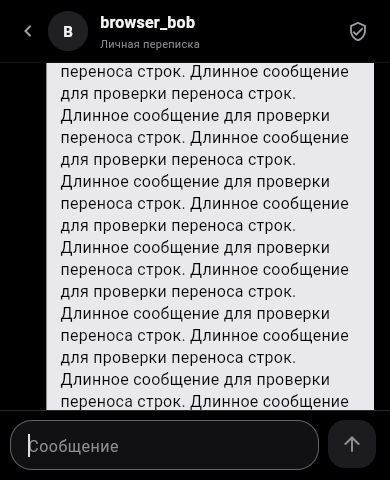 browser_bob
B
Личная переписка
переноса строк. Длинное сообщение
для проверки переноса строк.
Длинное сообщение для проверки
переноса строк. Длинное сообщение
для проверки переноса строк.
Длинное сообщение для проверки
переноса строк. Длинное сообщение
для проверки переноса строк.
Длинное сообщение для проверки
переноса строк. Длинное сообщение
для проверки переноса строк.
Длинное сообщение для проверки
переноса строк. Длинное сообщение
для проверки переноса строк.
Длинное сообщение для проверки
переноса строк. Длинное сообщение
Сообщение